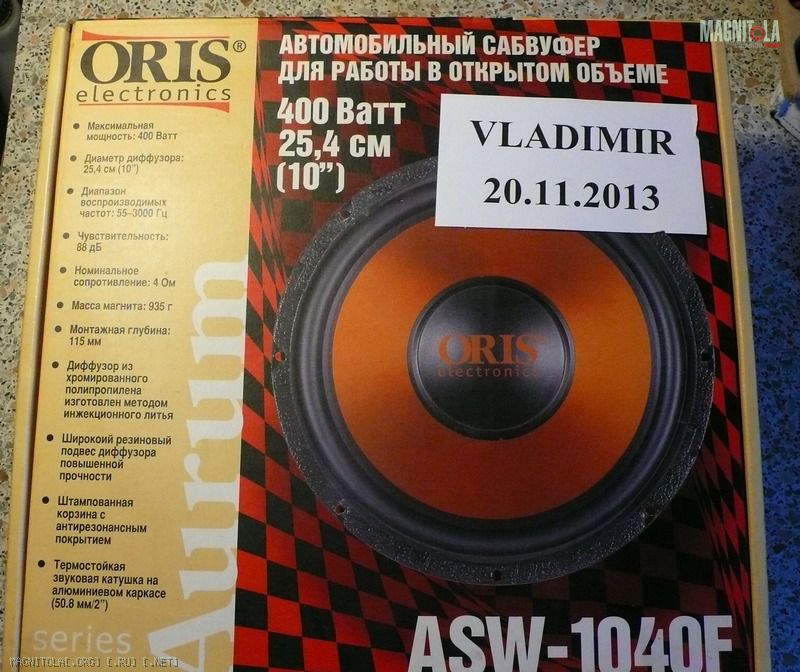 MAGNITOLA
ORIS®
electronics
АВТОМОБИЛЬНЫЙ САБВУФЕР
ДЛЯ РАБОТЫ В ОТКРЫТОМ ОБЪЕМЕ
400 Ватт
25,4 см
(10")
VLADIMIR
20.11.2013
• Максимальная
мощность: 400 Ватт
• Диаметр диффузора:
25,4 см (10")
• Диапазон
воспроизводимых
частот: 55–3000 Гц
• Чувствительность:
88 дБ
• Номинальное
сопротивление: 4 Ом
• Масса магнита: 935 г
• Монтажная глубина:
115 мм
• Диффузор из
хромированного
полипропилена
изготовлен методом
инжекционного литья
• Широкоий резиновый
подвес диффузора
повышенной
прочности
• Штампованная
корзина с
антирезонансным
покрытием
• Термостойкая
звуковая катушка на
алюминиевом каркасе
(50.8 мм/2")
Aurum
series
ORIS
electronics
ASW-1040F
MAGNITOLA[.ORG] [.RU] [.NET]